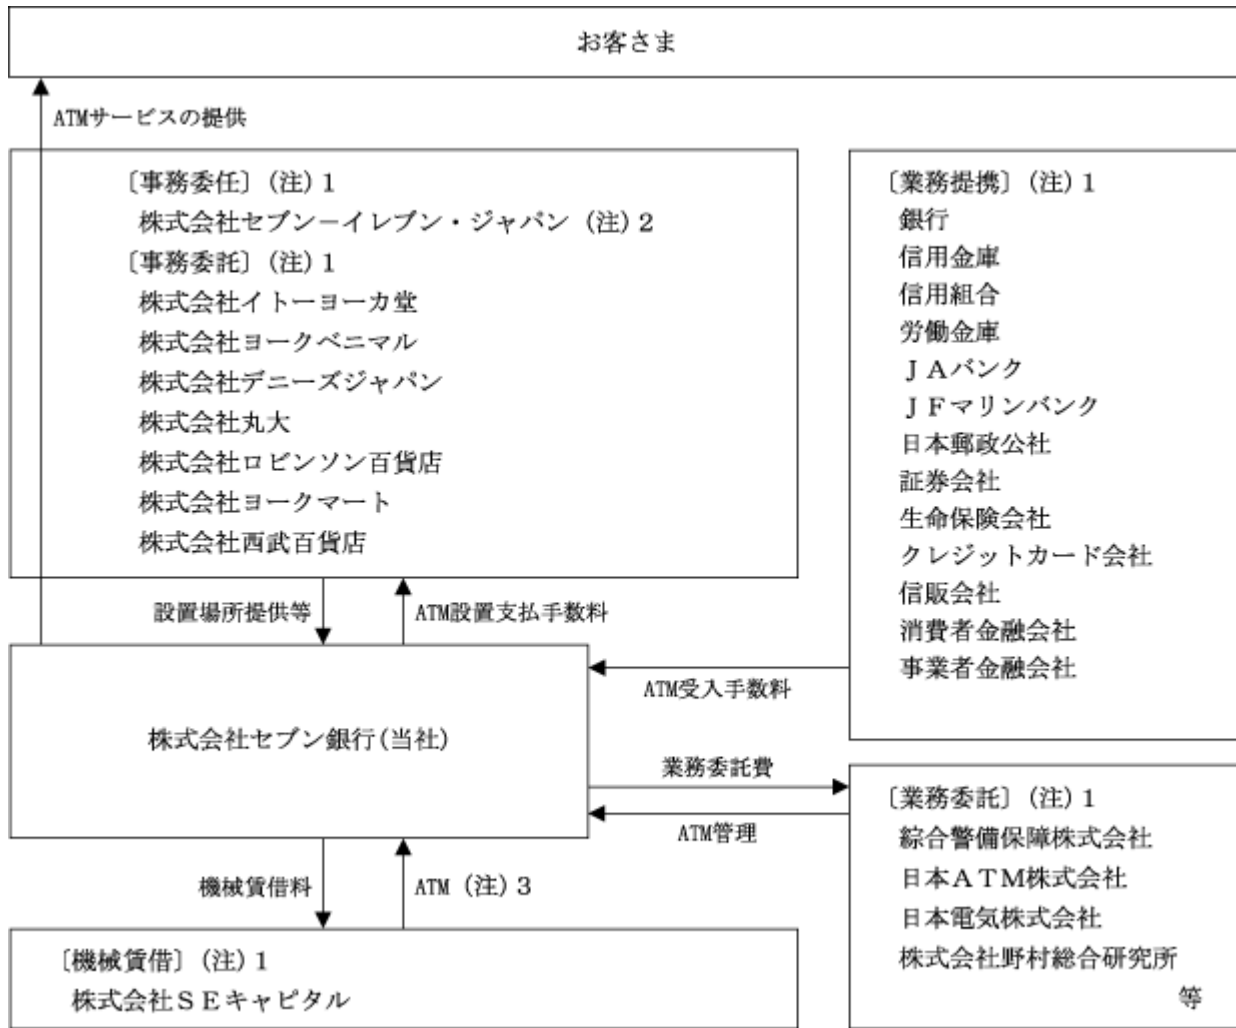 お客さま
ATMサービスの提供
〔事務委任〕(注)1
株式会社セブン－イレブン・ジャパン (注)2
〔事務委託〕(注)1
株式会社イトーヨーカ堂
株式会社ヨークベニマル
株式会社デニーズジャパン
株式会社丸大
株式会社ロビンソン百貨店
株式会社ヨークマート
株式会社西武百貨店
〔業務提携〕(注)1
銀行
信用金庫
信用組合
労働金庫
ＪＡバンク
ＪＦマリンバンク
日本郵政公社
証券会社
生命保険会社
クレジットカード会社
信販会社
消費者金融会社
事業者金融会社
設置場所提供等
ATM設置支払手数料
ATM受入手数料
株式会社セブン銀行(当社)
業務委託費
ATM管理
〔業務委託〕(注)1
綜合警備保障株式会社
日本ＡＴＭ株式会社
日本電気株式会社
株式会社野村総合研究所
等
機械賃借料
ATM (注)3
〔機械賃借〕(注)1
株式会社ＳＥキャピタル